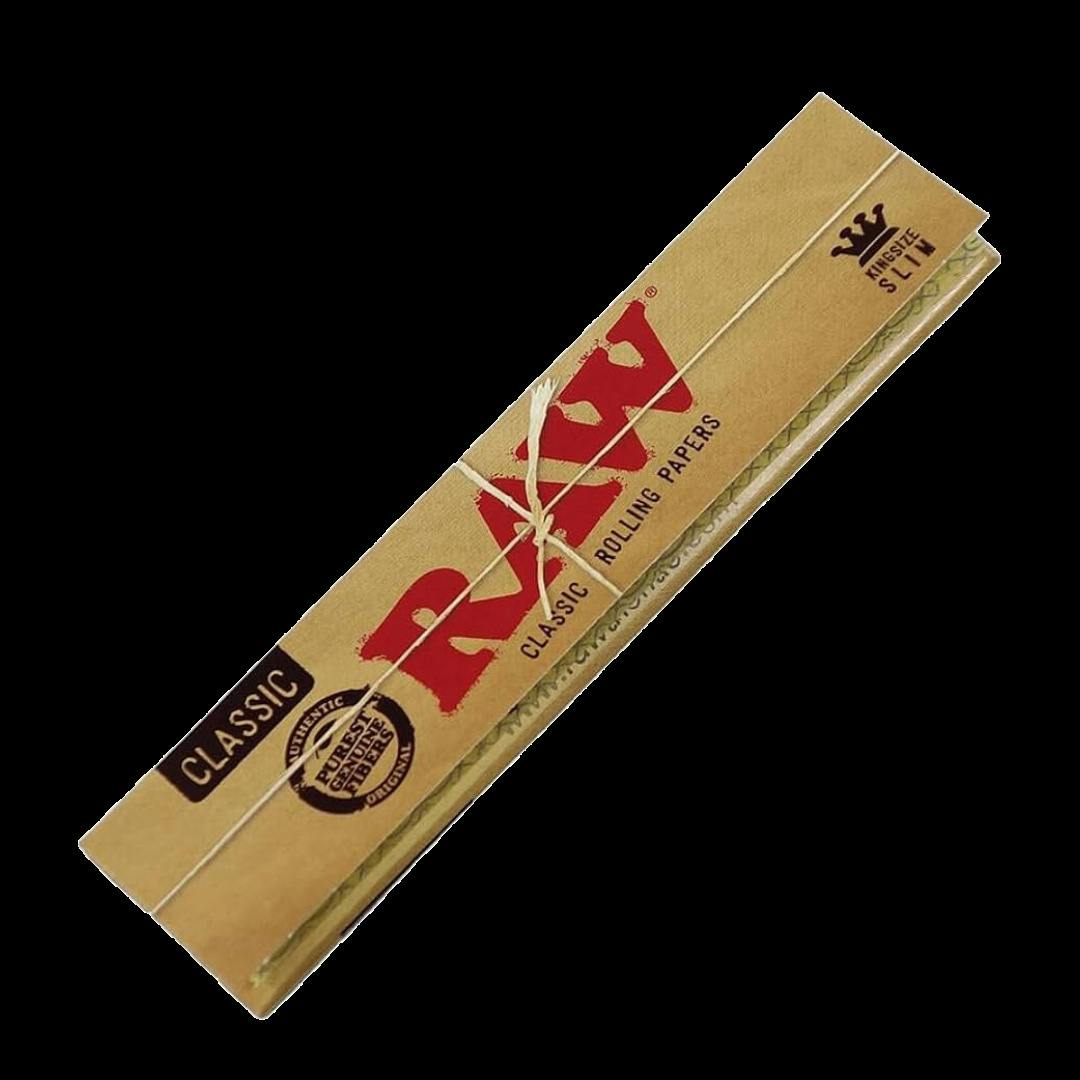 KINGSIZE
SLIM
RAW®
CLASSIC ROLLING PAPERS
CLASSIC
AUTHENTIC
PUREST
GENUINE
FIBERS
ORIGINAL